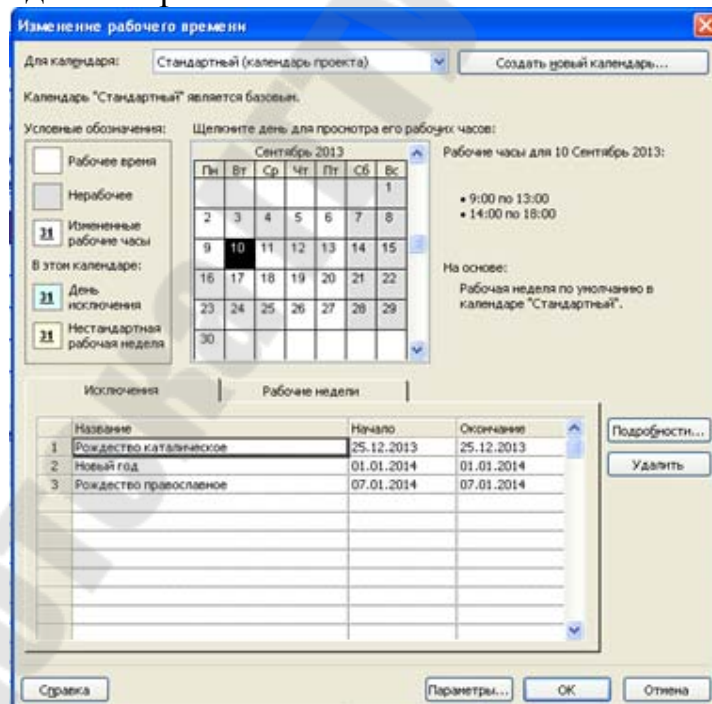 Изменение рабочего времени
Для календаря: Стандартный (календарь проекта) Создать новый календарь...
Календарь "Стандартный" является базовым.
Условные обозначения:
Рабочее время
Нерабочее
31 Измененные
рабочие часы
В этом календаре:
31 День
исключения
31 Нестандартная
рабочая неделя
Щелкните день для просмотра его рабочих часов:
Сентябрь 2013
Пн Вт Ср Чт Пт Сб Вс
1
2 3 4 5 6 7 8
9 10 11 12 13 14 15
16 17 18 19 20 21 22
23 24 25 26 27 28 29
30
Рабочие часы для 10 Сентябрь 2013:
• 9:00 по 13:00
• 14:00 по 18:00
На основе:
Рабочая неделя по умолчанию в
календаре "Стандартный".
Исключения Рабочие недели
Название Начало Окончание
1 Рождество каталическое 25.12.2013 25.12.2013
2 Новый год 01.01.2014 01.01.2014
3 Рождество православное 07.01.2014 07.01.2014
Подробности...
Удалить
Справка Параметры... ОК Отмена